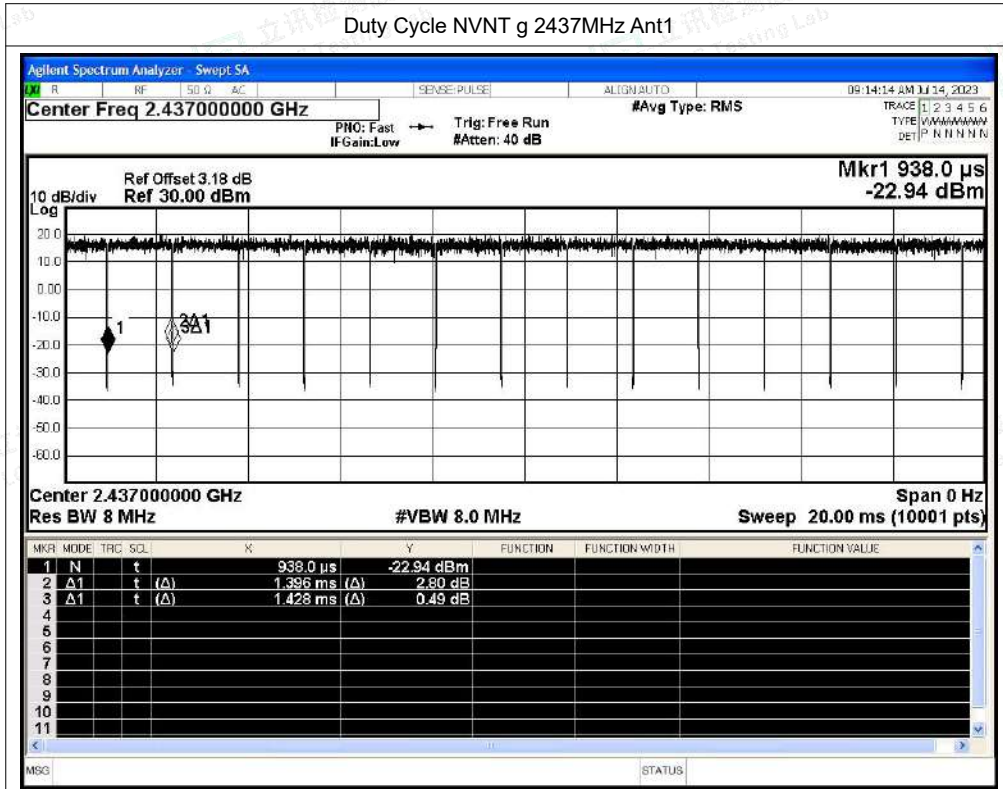 Duty Cycle NVNT g 2437MHz Ant1
Agilent Spectrum Analyzer - Swept SA
R RF 50 Ω AC SENSE:PULSE ALIGN AUTO 09:14:14 AM Jul 14, 2023
Center Freq 2.437000000 GHz #Avg Type: RMS TRACE 1 2 3 4 5 6
PNO: Fast Trig: Free Run TYPE
IFGain:Low #Atten: 40 dB DET P N N N N N
Mkr1 938.0 µs
Ref Offset 3.18 dB
10 dB/div Ref 30.00 dBm -22.94 dBm
Log
20.0
10.0
0.00
-10.0
1
3Δ1
-20.0
-30.0
-40.0
-50.0
-60.0
Center 2.437000000 GHz Span 0 Hz
Res BW 8 MHz #VBW 8.0 MHz Sweep 20.00 ms (10001 pts)
MKR MODE TRC SCL X Y FUNCTION FUNCTION WIDTH FUNCTION VALUE
1 N t 938.0 µs -22.94 dBm
2 Δ1 t (Δ) 1.396 ms (Δ) 2.80 dB
3 Δ1 t (Δ) 1.428 ms (Δ) 0.49 dB
4
5
6
7
8
9
10
11
MSG STATUS